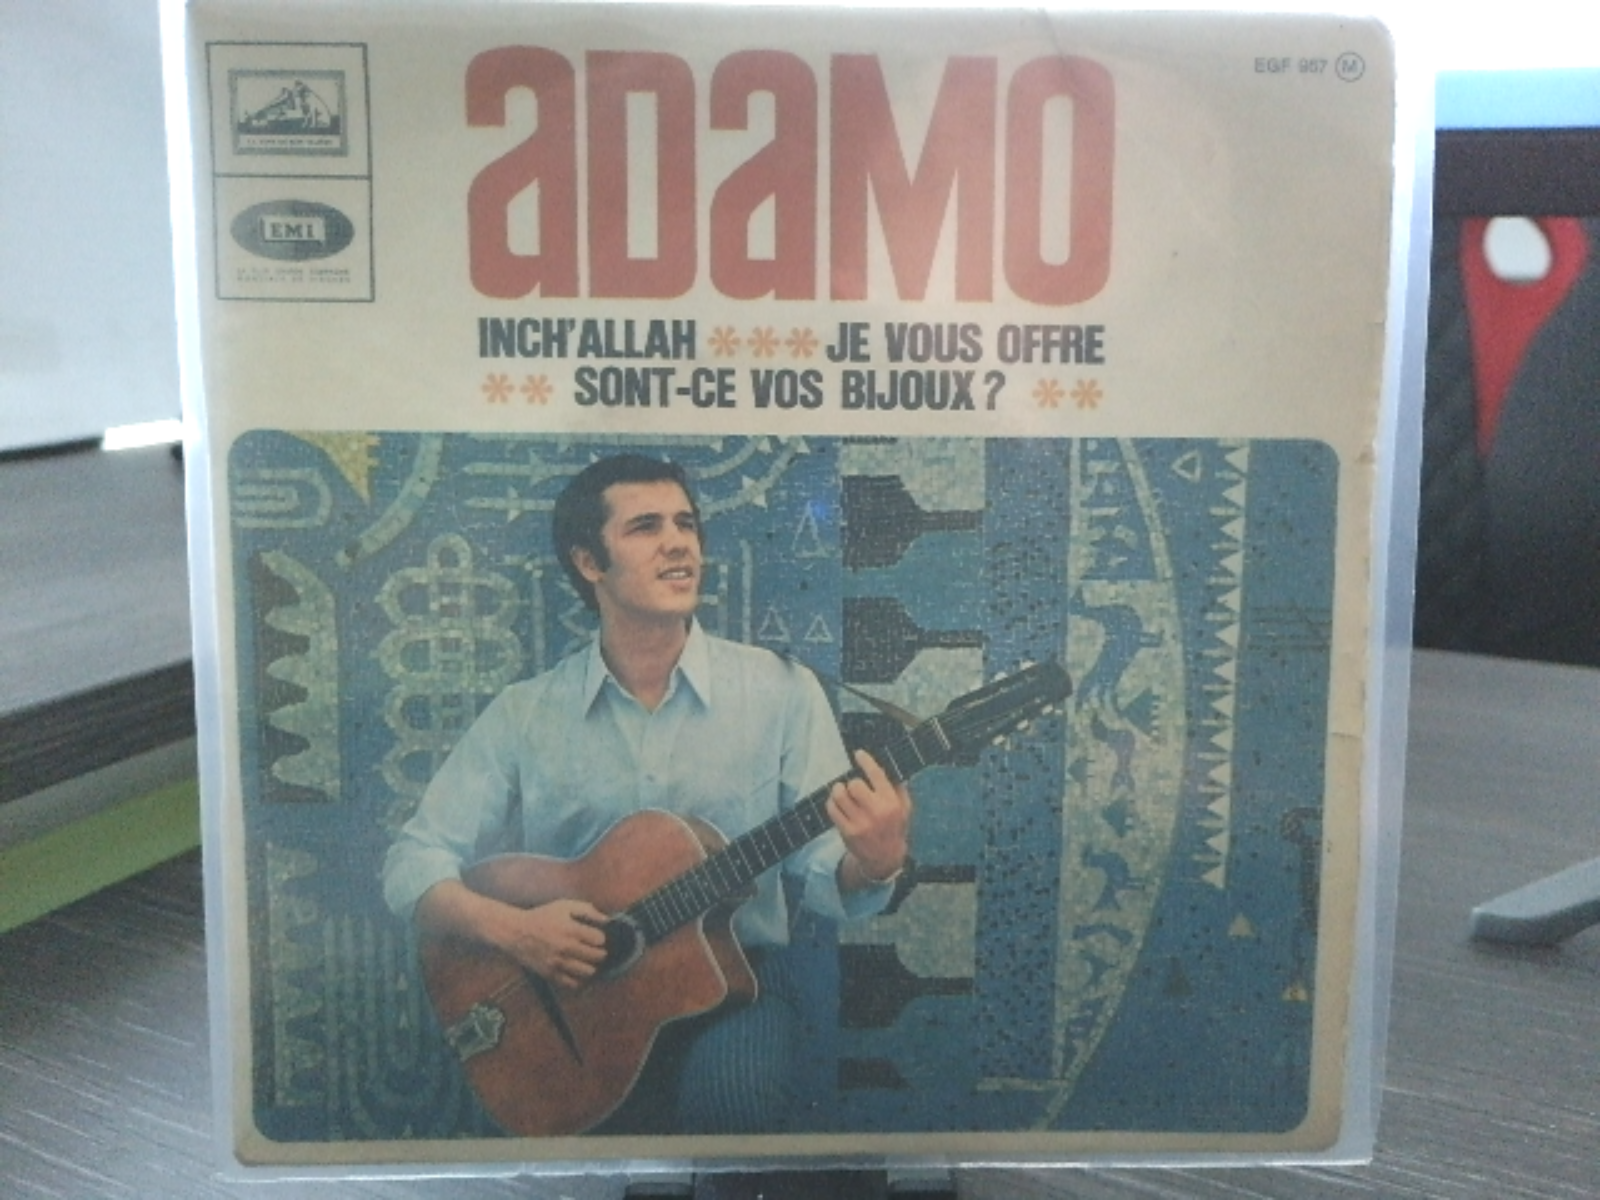 ADAMO
EGF 957 M
EMI
INCH'ALLAH *** JE VOUS OFFRE
** SONT-CE VOS BIJOUX? **